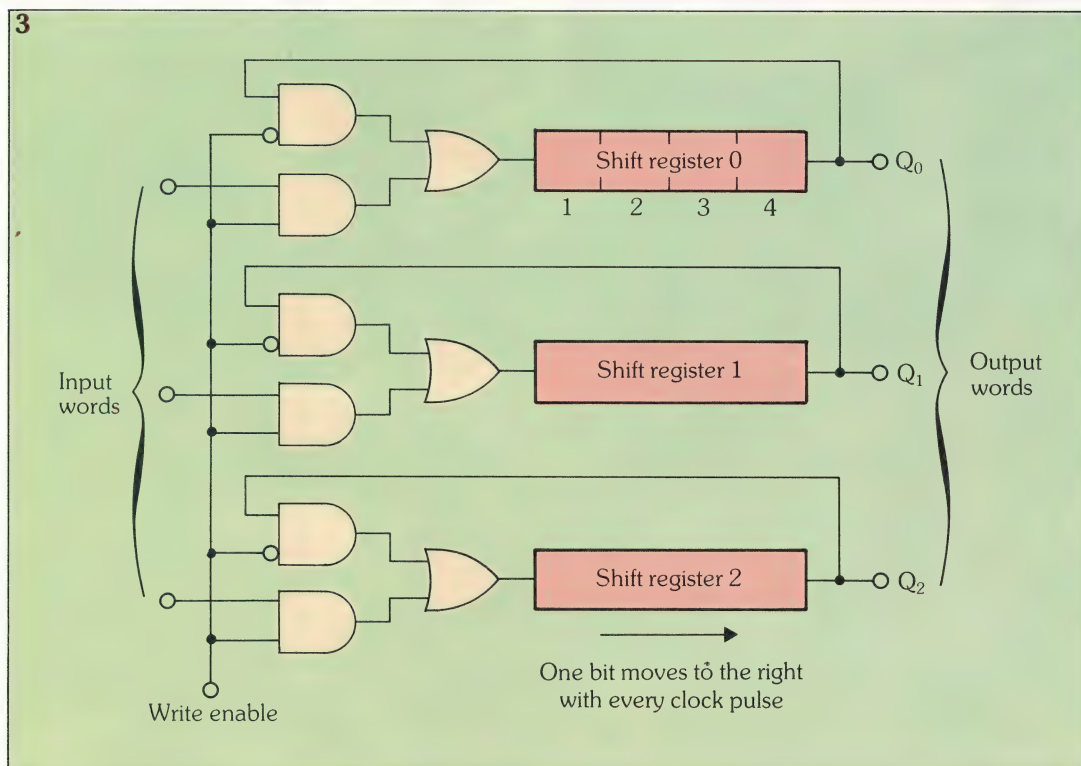 3
Shift register 0
Q₀
1 2 3 4
Shift register 1
Q₁
Input
words
Output
words
Shift register 2
Q₂
One bit moves to the right
with every clock pulse
Write enable